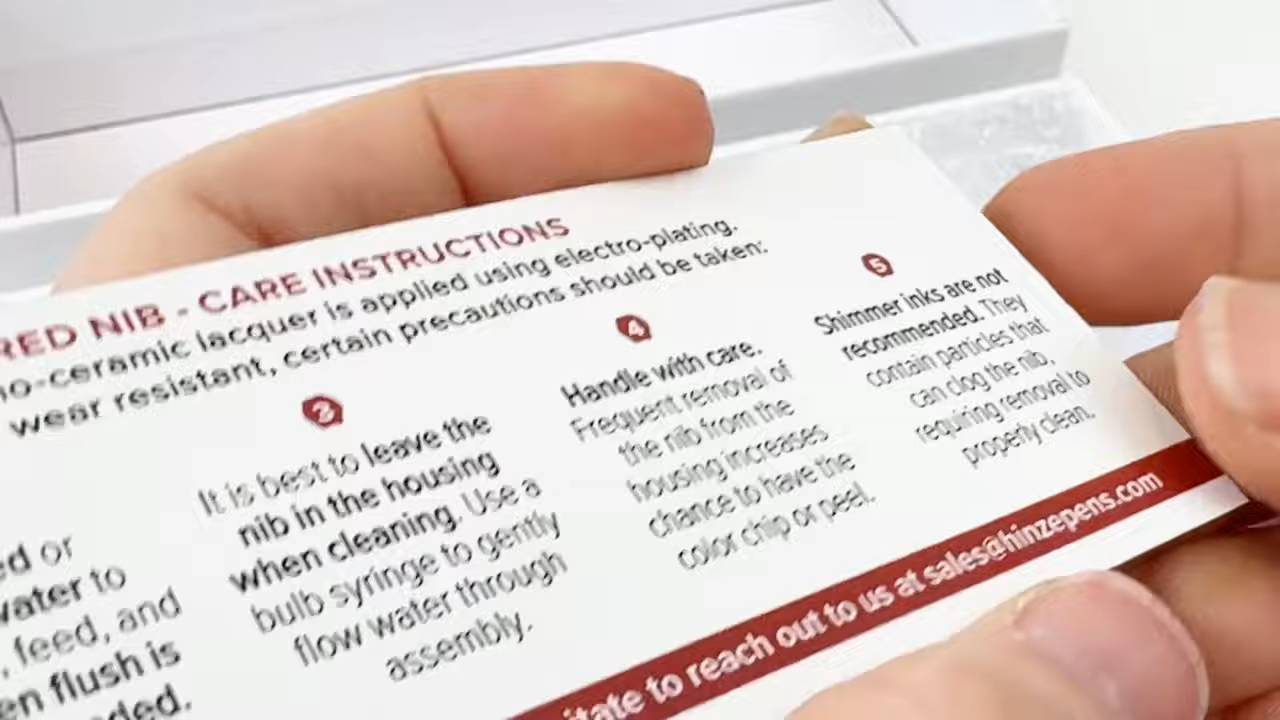 RED NIB - CARE INSTRUCTIONS
no-ceramic lacquer is applied using electro-plating.
wear resistant, certain precautions should be taken:
ed or
water to
, feed, and
en flush is
ded.
3
It is best to leave the
nib in the housing
when cleaning. Use a
bulb syringe to gently
flow water through
assembly.
4
Handle with care.
Frequent removal of
the nib from the
housing increases
chance to have the
color chip or peel.
5
Shimmer inks are not
recommended. They
contain particles that
can clog the nib,
requiring removal to
properly clean.
itate to reach out to us at sales@hinzepens.com